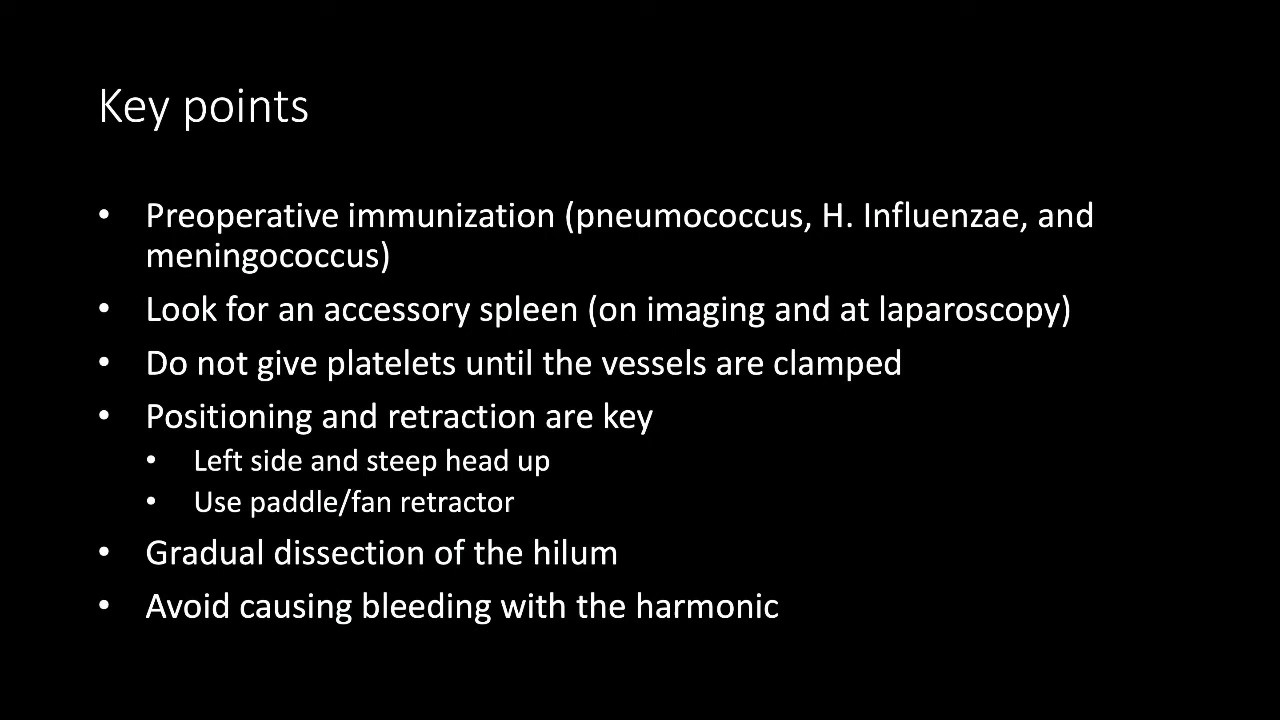 Key points
• Preoperative immunization (pneumococcus, H. Influenzae, and
meningococcus)
• Look for an accessory spleen (on imaging and at laparoscopy)
• Do not give platelets until the vessels are clamped
• Positioning and retraction are key
• Left side and steep head up
• Use paddle/fan retractor
• Gradual dissection of the hilum
• Avoid causing bleeding with the harmonic